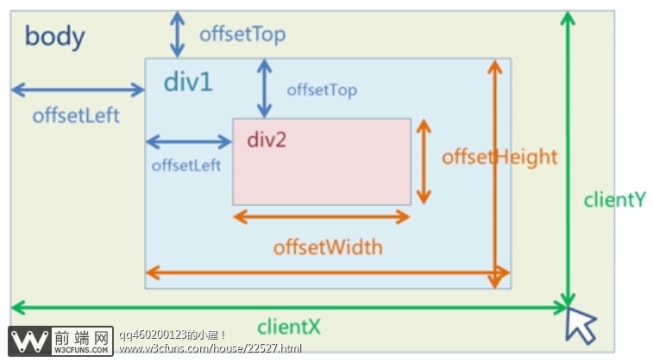 body
offsetTop
div1
offsetTop
offsetLeft
offsetLeft
div2
offsetHeight
clientY
offsetWidth
clientX
W 前端网
W3CFUNS.COM
qq460200123的小屋！
www.w3cfuns.com/house/22527.html